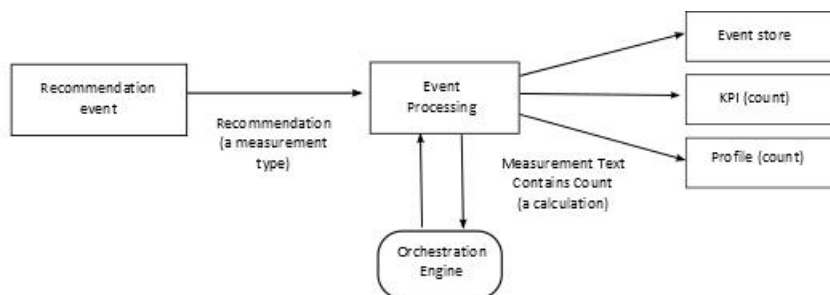 Recommendation
event
Recommendation
(a measurement
type)
Event
Processing
Measurement Text
Contains Count
(a calculation)
Orchestration
Engine
Event store
KPI (count)
Profile (count)